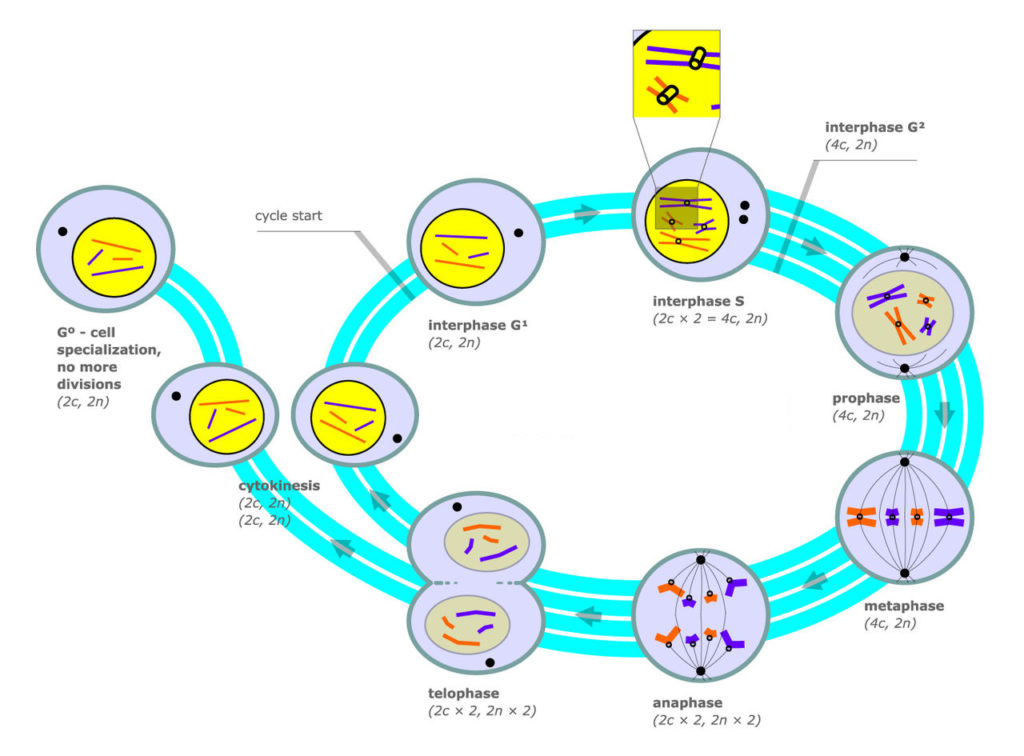 interphase G²
(4c, 2n)
cycle start
interphase G¹
(2c, 2n)
interphase S
(2c × 2 = 4c, 2n)
G⁰ - cell
specialization,
no more
divisions
(2c, 2n)
prophase
(4c, 2n)
cytokinesis
(2c, 2n)
(2c, 2n)
metaphase
(4c, 2n)
telophase
(2c × 2, 2n × 2)
anaphase
(2c × 2, 2n × 2)